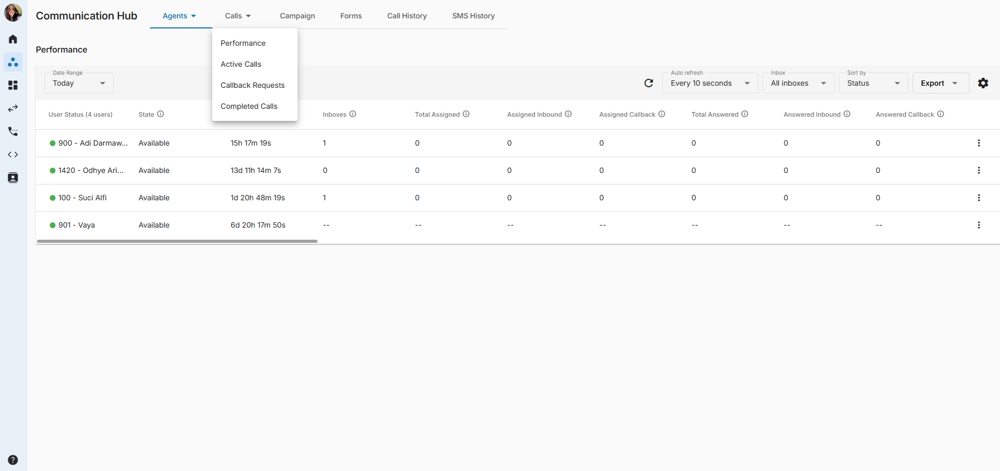 Communication Hub
Agents
Calls
Campaign
Forms
Call History
SMS History
Performance
Active Calls
Callback Requests
Completed Calls
Performance
Date Range
Today
Auto refresh
Every 10 seconds
Inbox
All inboxes
Sort by
Status
Export
User Status (4 users) State Inboxes Total Assigned Assigned Inbound Assigned Callback Total Answered Answered Inbound Answered Callback
900 - Adi Darmaw... Available 15h 17m 19s 1 0 0 0 0 0 0
1420 - Odhye Ari... Available 13d 11h 14m 7s 0 0 0 0 0 0 0
100 - Suci Alfi Available 1d 20h 48m 19s 1 0 0 0 0 0 0
901 - Vaya Available 6d 20h 17m 50s -- -- -- -- -- -- --